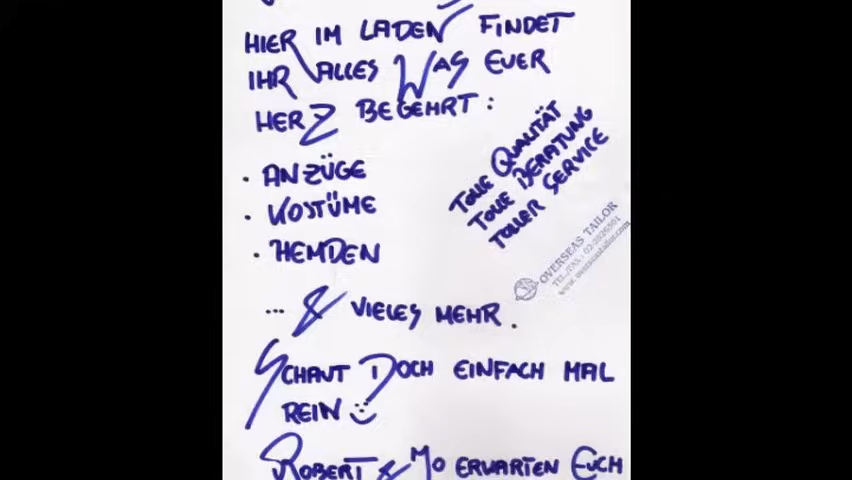 HIER IM LADEN FINDET
IHR ALLES WAS EUER
HERZ BEGEHRT:
• ANZÜGE
• KOSTÜME
• HEMDEN
... & VIELES MEHR.
TOLLE QUALITÄT
TOLLE BERATUNG
TOLLER SERVICE
OVERSEAS TAILOR
SCHAUT DOCH EINFACH MAL
REIN
ROBERT & MO ERWARTEN EUCH